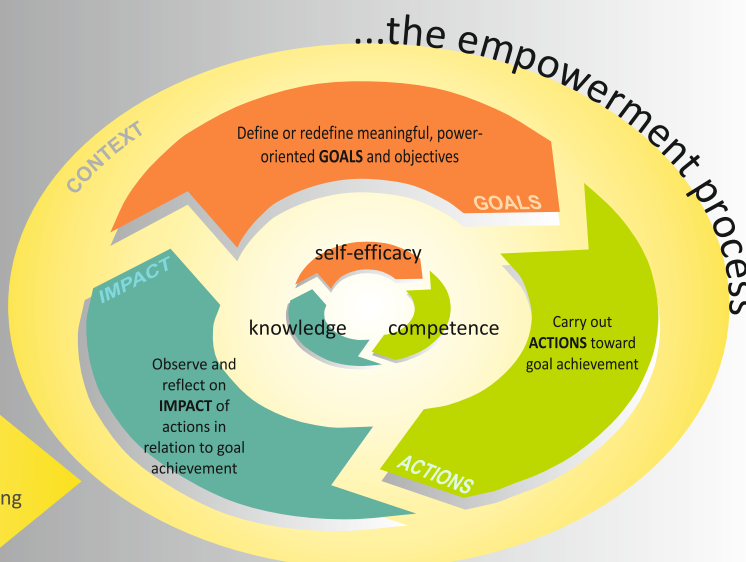 ...the empowerment process
CONTEXT
Define or redefine meaningful, power-
oriented GOALS and objectives
GOALS
self-efficacy
IMPACT
knowledge
competence
Carry out
ACTIONS toward
goal achievement
Observe and
reflect on
IMPACT of
actions in
relation to goal
achievement
ACTIONS
ng